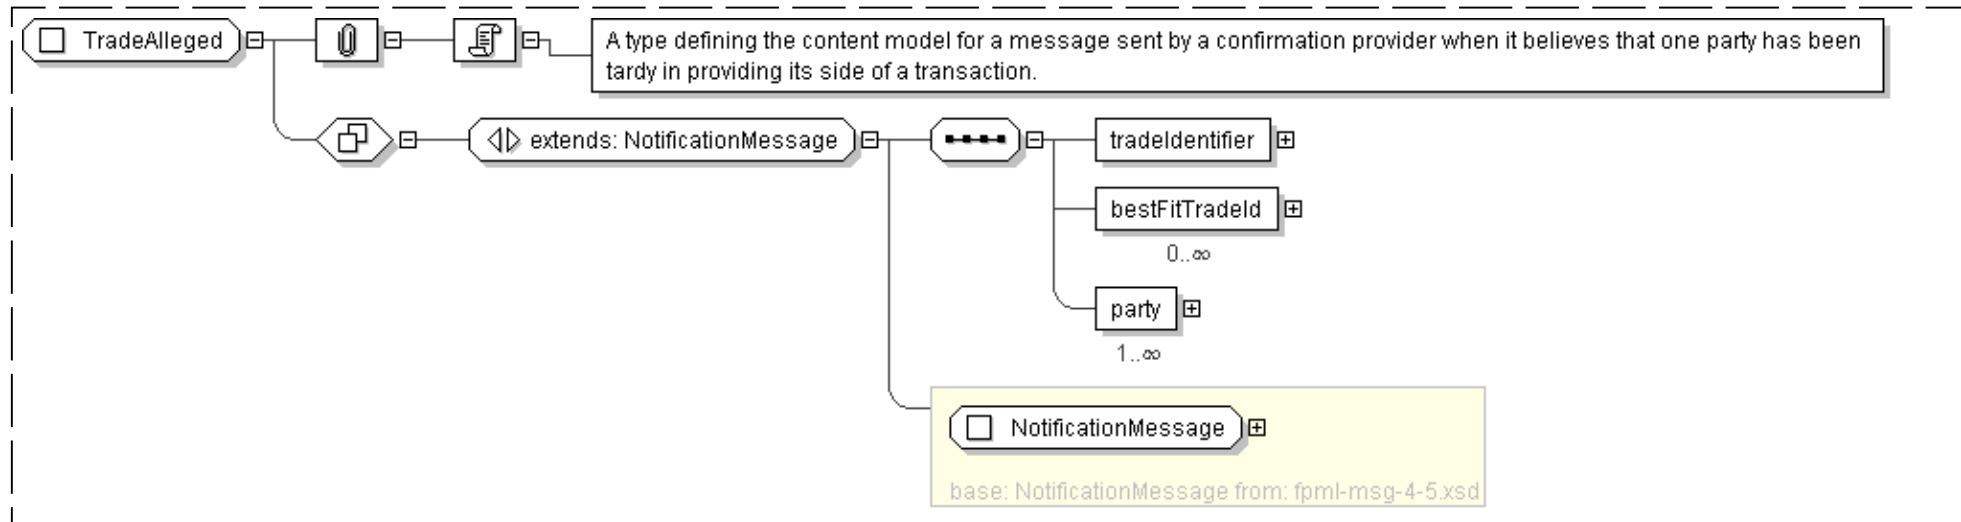 TradeAlleged
A type defining the content model for a message sent by a confirmation provider when it believes that one party has been
tardy in providing its side of a transaction.
extends: NotificationMessage
tradeIdentifier
bestFitTradeId
0..∞
party
1..∞
NotificationMessage
base: NotificationMessage from: fpml-msg-4-5.xsd